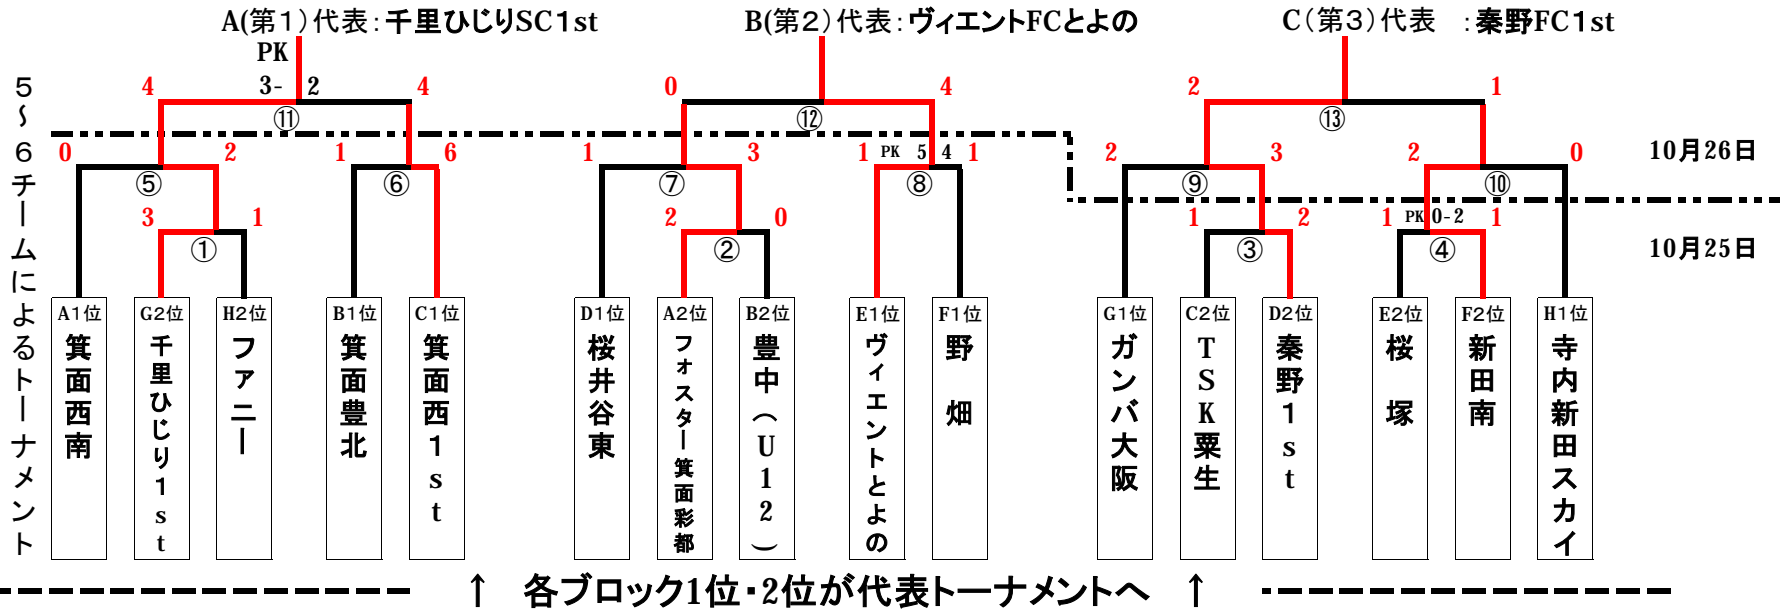 A(第1)代表：千里ひじりSC1st
B(第2)代表：ヴィエントFCとよの
C(第3)代表 ：秦野FC1st
PK
4 3- 2 4
0 4
2 1
⑪ ⑫ ⑬
5～6チームによるトーナメント
0 2 1 6
1 3 1 PK 5 4 1
2 3 2 0
10月26日
⑤ ⑥ ⑦ ⑧ ⑨ ⑩
3 1 2 0 1 2 1 PK 0-2 1
① ② ③ ④
10月25日
A1位
箕面西南
G2位
千里ひじり1st
H2位
ファニー
B1位
箕面豊北
C1位
箕面西1st
D1位
桜井谷東
A2位
フォスター箕面彩都
B2位
豊中(U12)
E1位
ヴィエントとよの
F1位
野畑
G1位
ガンバ大阪
C2位
TSK粟生
D2位
秦野1st
E2位
桜塚
F2位
新田南
H1位
寺内新田スカイ
↑ 各ブロック1位・2位が代表トーナメントへ ↑